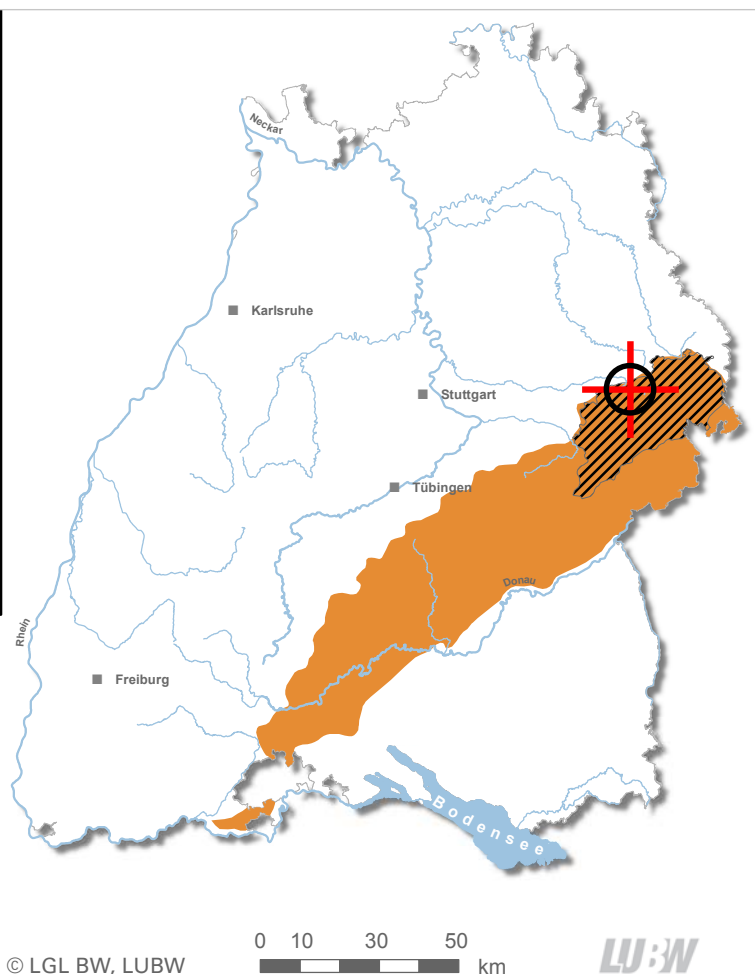 Neckar
Karlsruhe
Stuttgart
Tübingen
Donau
Rhein
Freiburg
Bodensee
0 10 30 50
km
© LGL BW, LUBW
LUBW